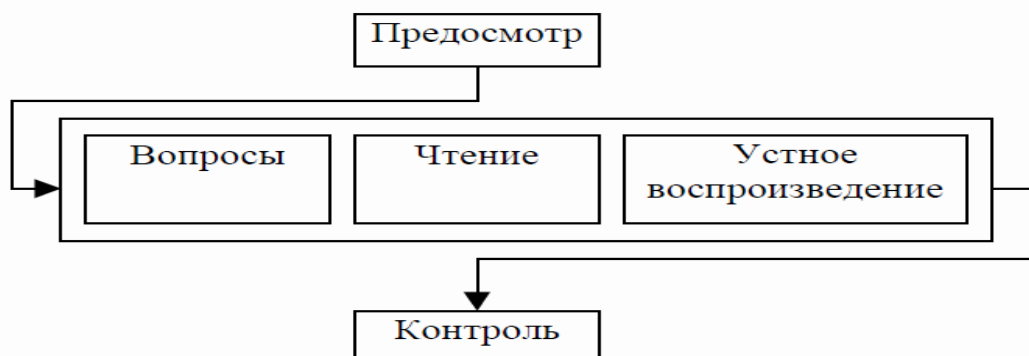 Предосмотр
Вопросы
Чтение
Устное
воспроизведение
Контроль